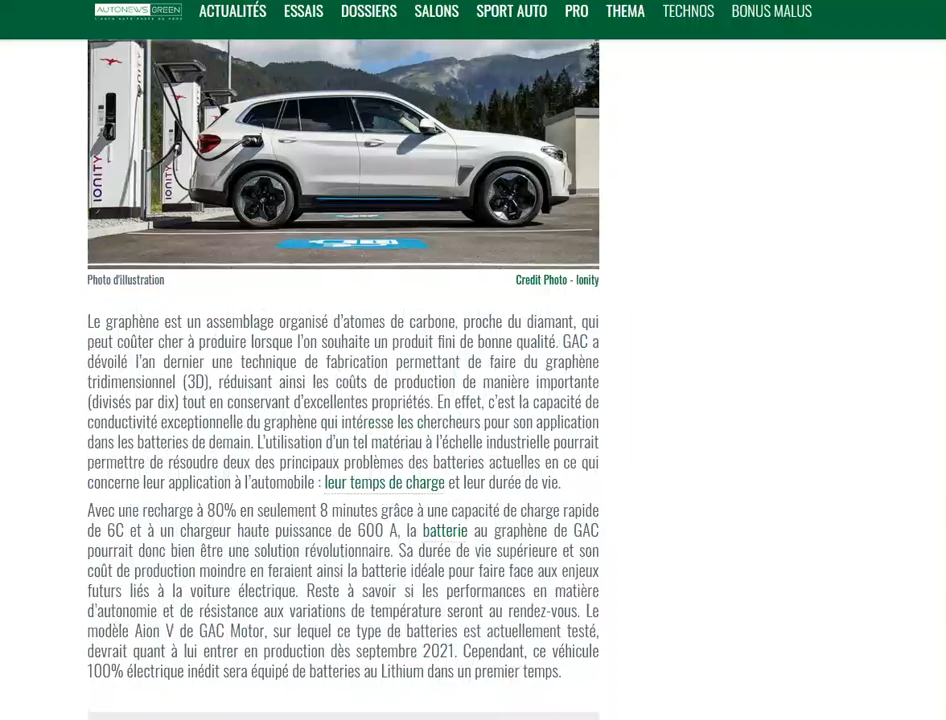 AUTONEWS GREEN
ACTUALITÉS ESSAIS DOSSIERS SALONS SPORT AUTO PRO THEMA TECHNOS BONUS MALUS
IONITY
IONITY
Photo d'illustration
Credit Photo - Ionity
Le graphène est un assemblage organisé d'atomes de carbone, proche du diamant, qui
peut coûter cher à produire lorsque l'on souhaite un produit fini de bonne qualité. GAC a
dévoilé l'an dernier une technique de fabrication permettant de faire du graphène
tridimensionnel (3D), réduisant ainsi les coûts de production de manière importante
(divisés par dix) tout en conservant d'excellentes propriétés. En effet, c'est la capacité de
conductivité exceptionnelle du graphène qui intéresse les chercheurs pour son application
dans les batteries de demain. L'utilisation d'un tel matériau à l'échelle industrielle pourrait
permettre de résoudre deux des principaux problèmes des batteries actuelles en ce qui
concerne leur application à l'automobile : leur temps de charge et leur durée de vie.
Avec une recharge à 80% en seulement 8 minutes grâce à une capacité de charge rapide
de 6C et à un chargeur haute puissance de 600 A, la batterie au graphène de GAC
pourrait donc bien être une solution révolutionnaire. Sa durée de vie supérieure et son
coût de production moindre en feraient ainsi la batterie idéale pour faire face aux enjeux
futurs liés à la voiture électrique. Reste à savoir si les performances en matière
d'autonomie et de résistance aux variations de température seront au rendez-vous. Le
modèle Aion V de GAC Motor, sur lequel ce type de batteries est actuellement testé,
devrait quant à lui entrer en production dès septembre 2021. Cependant, ce véhicule
100% électrique inédit sera équipé de batteries au Lithium dans un premier temps.